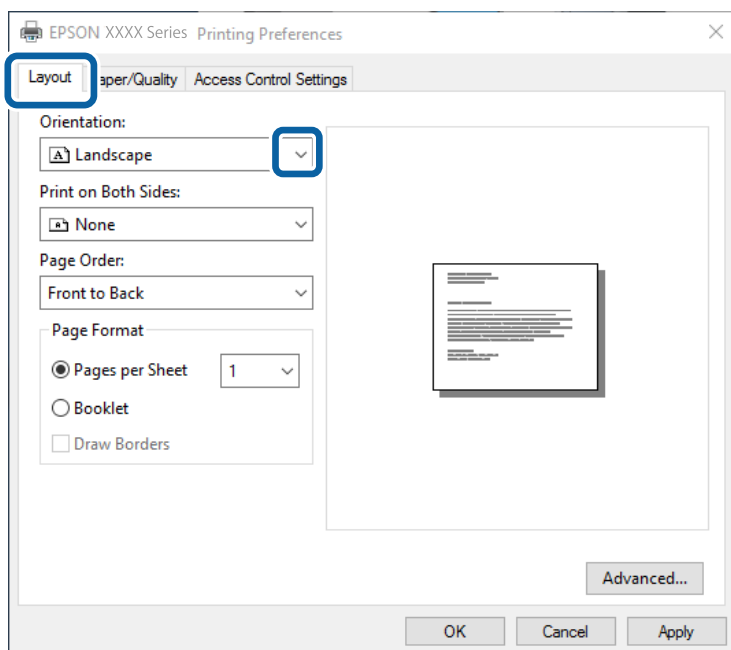 EPSON XXXX Series Printing Preferences
Layout aper/Quality Access Control Settings
Orientation:
A Landscape
Print on Both Sides:
A None
Page Order:
Front to Back
Page Format
Pages per Sheet 1
Booklet
Draw Borders
Advanced...
OK Cancel Apply